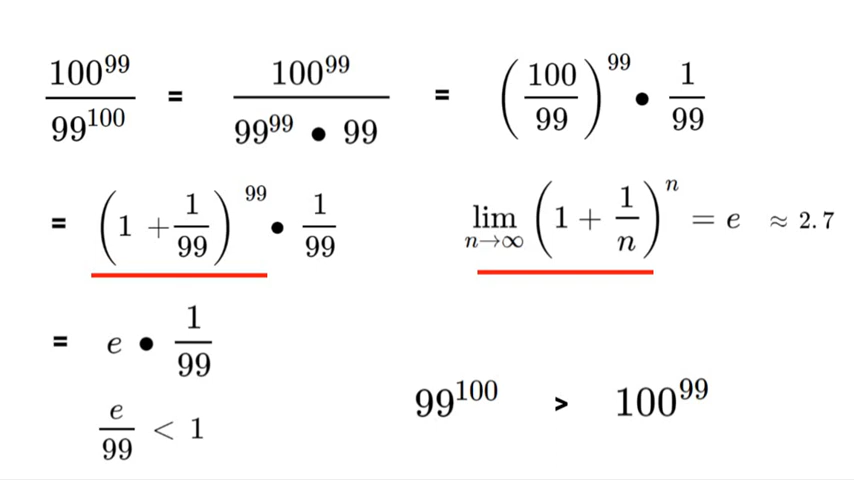 100^99 / 99^100 = 100^99 / (99^99 • 99) = (100/99)^99 • 1/99
= (1 + 1/99)^99 • 1/99
lim n→∞ (1 + 1/n)^n = e ≈ 2.7
= e • 1/99
e/99 < 1
99^100 > 100^99